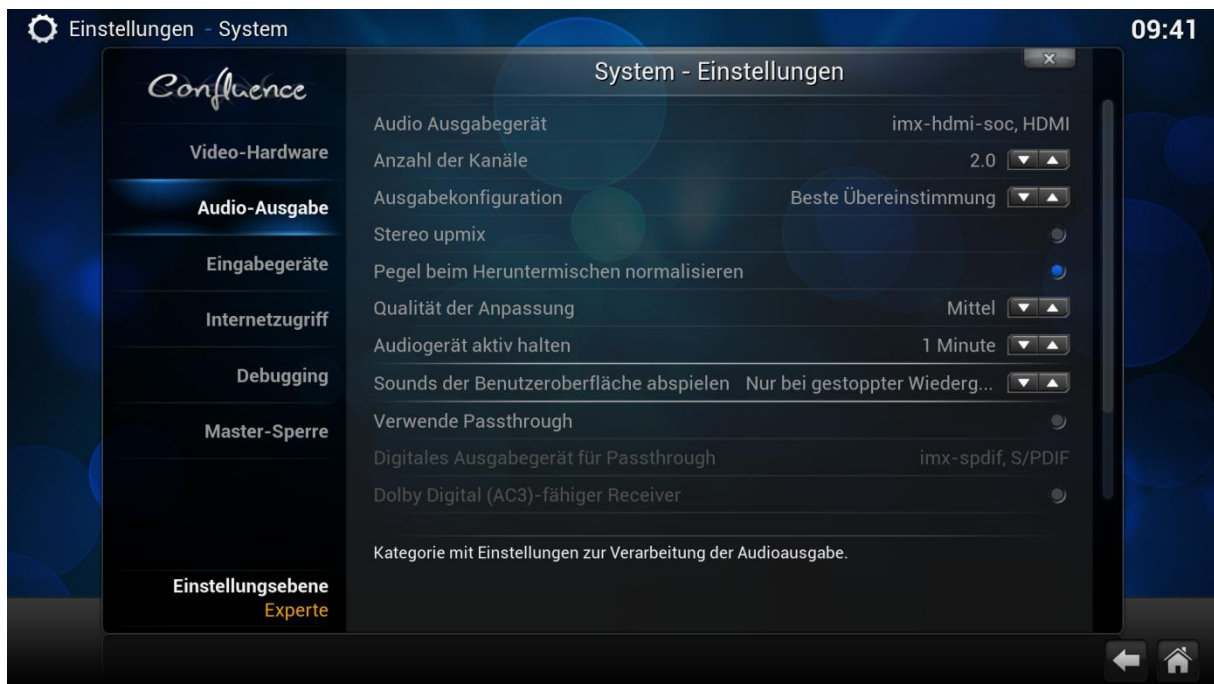 Einstellungen - System
09:41
Confluence
Video-Hardware
Audio-Ausgabe
Eingabegeräte
Internetzugriff
Debugging
Master-Sperre
Einstellungsebene
Experte
System - Einstellungen
Audio Ausgabegerät imx-hdmi-soc, HDMI
Anzahl der Kanäle 2.0
Ausgabekonfiguration Beste Übereinstimmung
Stereo upmix
Pegel beim Heruntermischen normalisieren
Qualität der Anpassung Mittel
Audiogerät aktiv halten 1 Minute
Sounds der Benutzeroberfläche abspielen Nur bei gestoppter Wiederg...
Verwende Passthrough
Digitales Ausgabegerät für Passthrough imx-spdif, S/PDIF
Dolby Digital (AC3)-fähiger Receiver
Kategorie mit Einstellungen zur Verarbeitung der Audioausgabe.